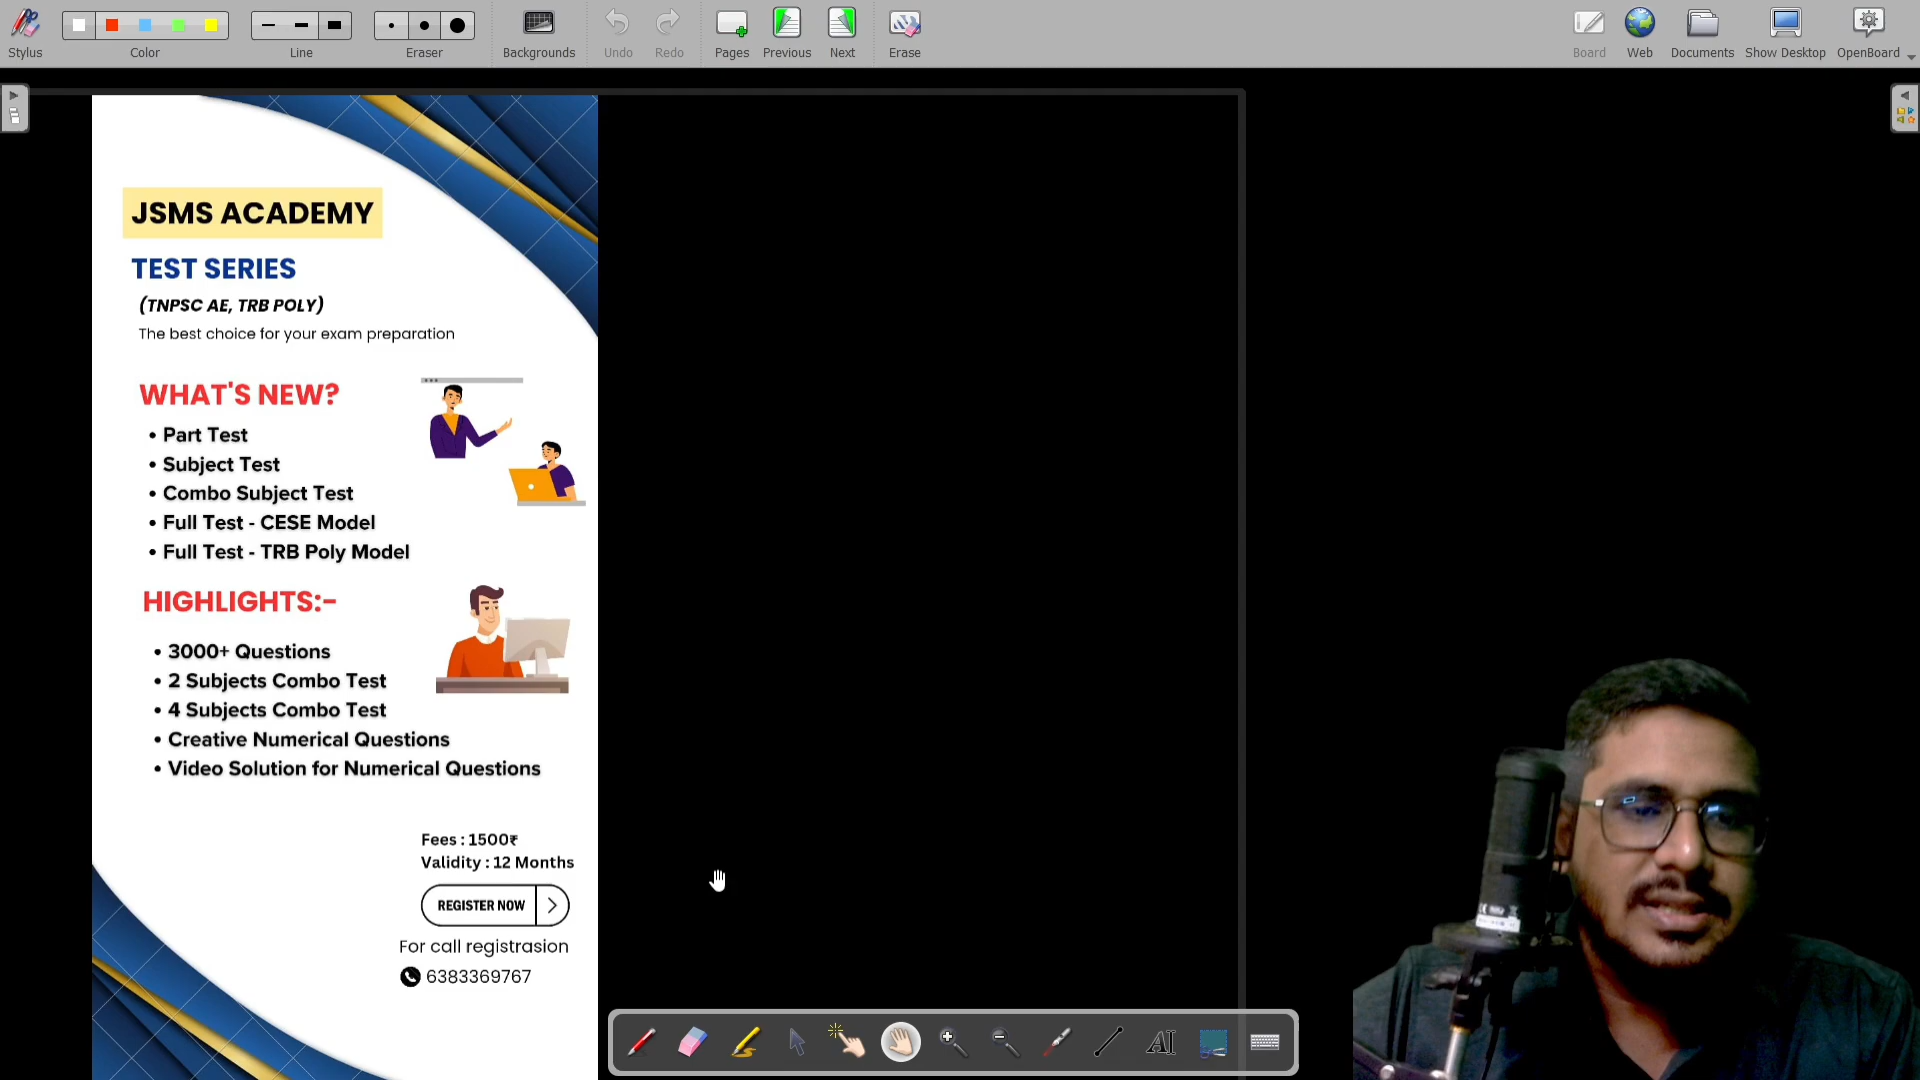 Stylus
Color
Line
Eraser
Backgrounds
Undo
Redo
Pages
Previous
Next
Erase
Board
Web
Documents
Show Desktop
OpenBoard
JSMS ACADEMY
TEST SERIES
(TNPSC AE, TRB POLY)
The best choice for your exam preparation
WHAT'S NEW?
• Part Test
• Subject Test
• Combo Subject Test
• Full Test - CESE Model
• Full Test - TRB Poly Model
HIGHLIGHTS:-
• 3000+ Questions
• 2 Subjects Combo Test
• 4 Subjects Combo Test
• Creative Numerical Questions
• Video Solution for Numerical Questions
Fees : 1500₹
Validity : 12 Months
REGISTER NOW
For call registrasion
6383369767
AI